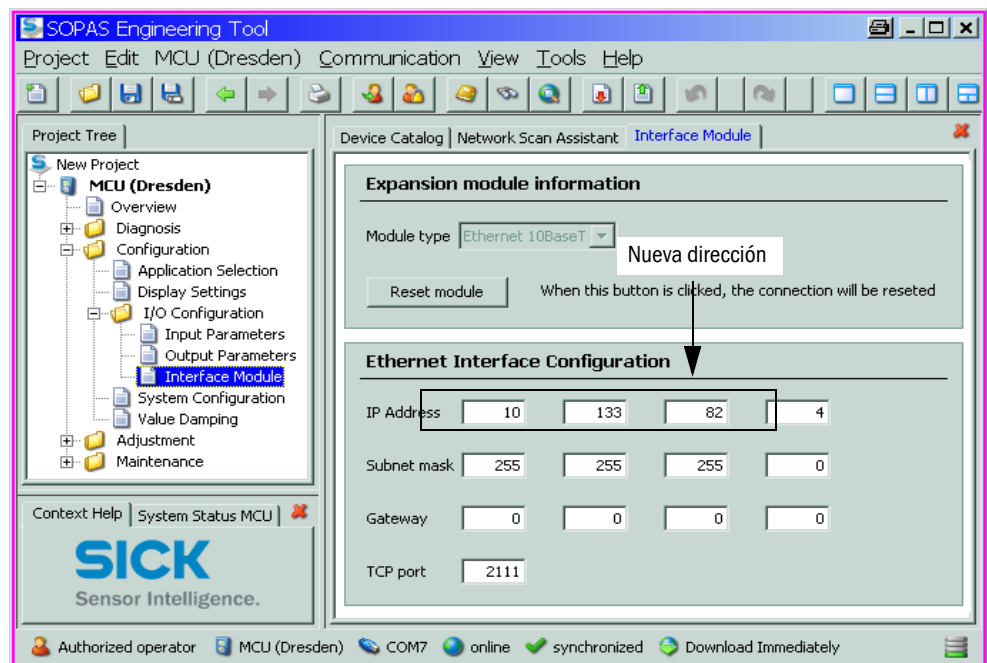 SOPAS Engineering Tool
Project Edit MCU (Dresden) Communication View Tools Help
Project Tree
New Project
MCU (Dresden)
Overview
Diagnosis
Configuration
Application Selection
Display Settings
I/O Configuration
Input Parameters
Output Parameters
Interface Module
System Configuration
Value Damping
Adjustment
Maintenance
Context Help System Status MCU
SICK
Sensor Intelligence.
Device Catalog Network Scan Assistant Interface Module
Expansion module information
Module type Ethernet 10BaseT
Nueva dirección
Reset module When this button is clicked, the connection will be reseted
Ethernet Interface Configuration
IP Address 10 133 82 4
Subnet mask 255 255 255 0
Gateway 0 0 0 0
TCP port 2111
Authorized operator MCU (Dresden) COM7 online synchronized Download Immediately